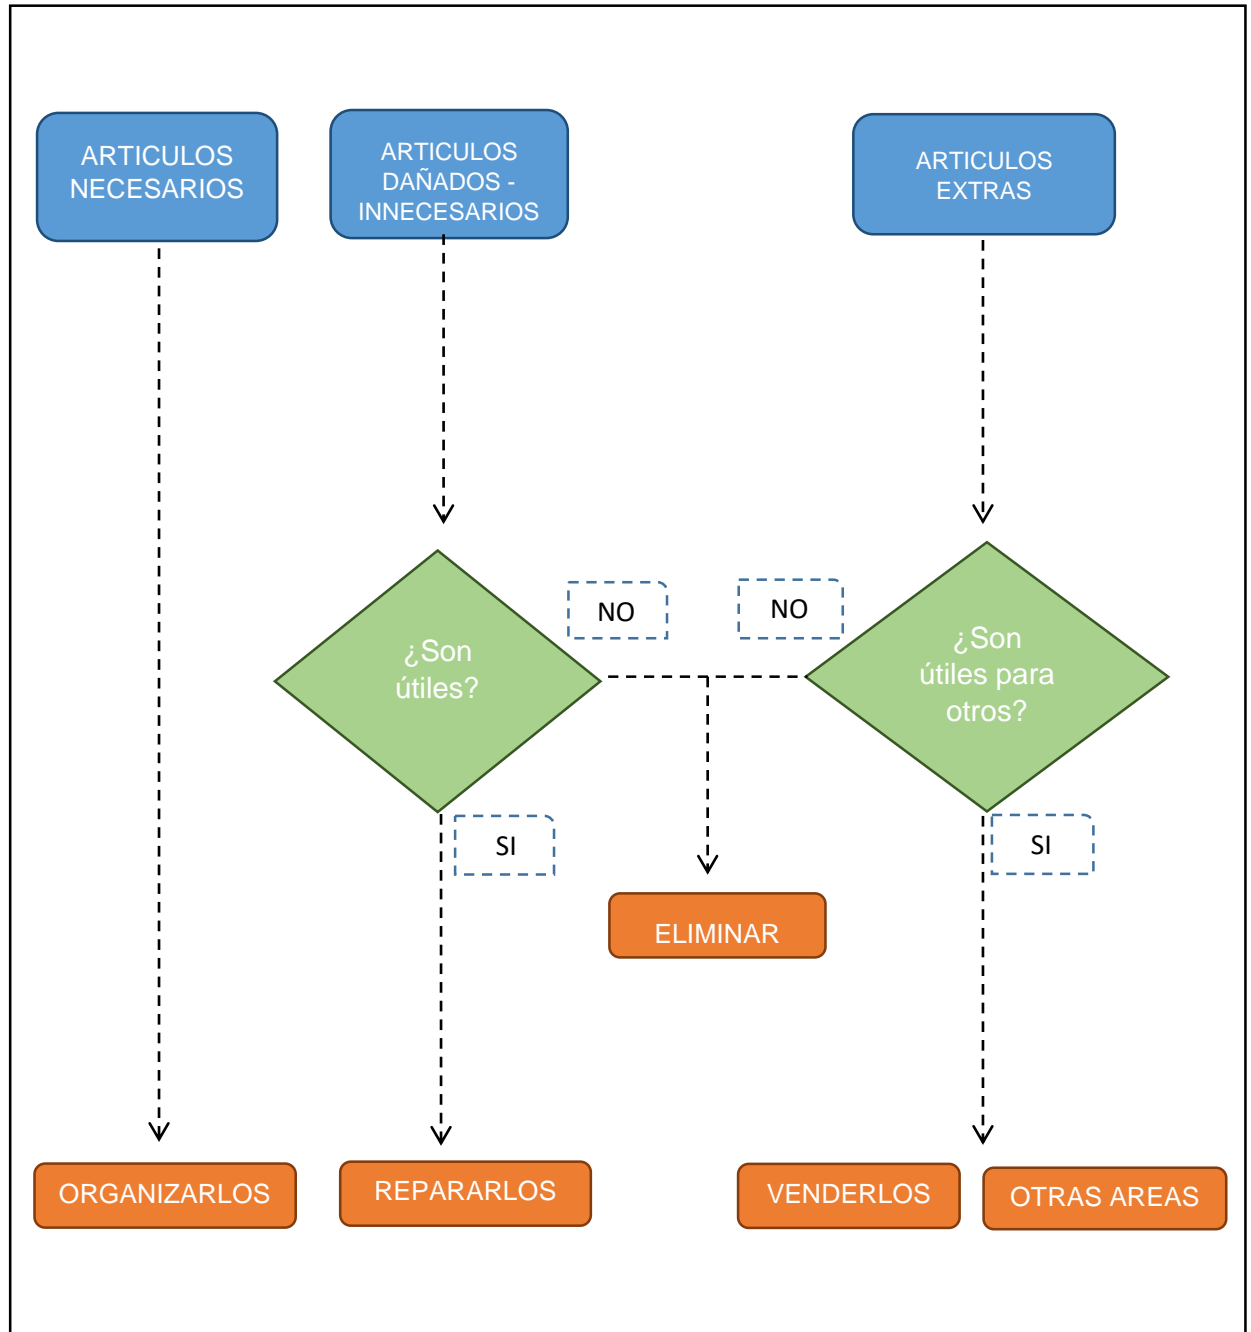 ARTICULOS
NECESARIOS
ARTICULOS
DAÑADOS -
INNECESARIOS
ARTICULOS
EXTRAS
¿Son
útiles?
NO
NO
¿Son
útiles para
otros?
SI
SI
ELIMINAR
ORGANIZARLOS
REPARARLOS
VENDERLOS
OTRAS AREAS